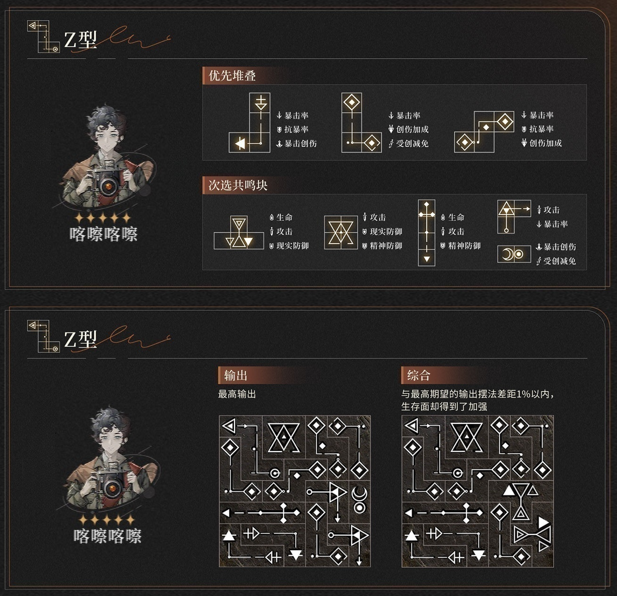 Z型
优先堆叠
暴击率
抗暴率
暴击创伤
暴击率
创伤加成
受创减免
暴击率
抗暴率
创伤加成
次选共鸣块
生命
攻击
现实防御
攻击
现实防御
精神防御
生命
攻击
精神防御
攻击
暴击率
暴击创伤
受创减免
喀嚓喀嚓
Z型
输出
最高输出
综合
与最高期望的输出摆法差距1%以内，
生存面却得到了加强
喀嚓喀嚓